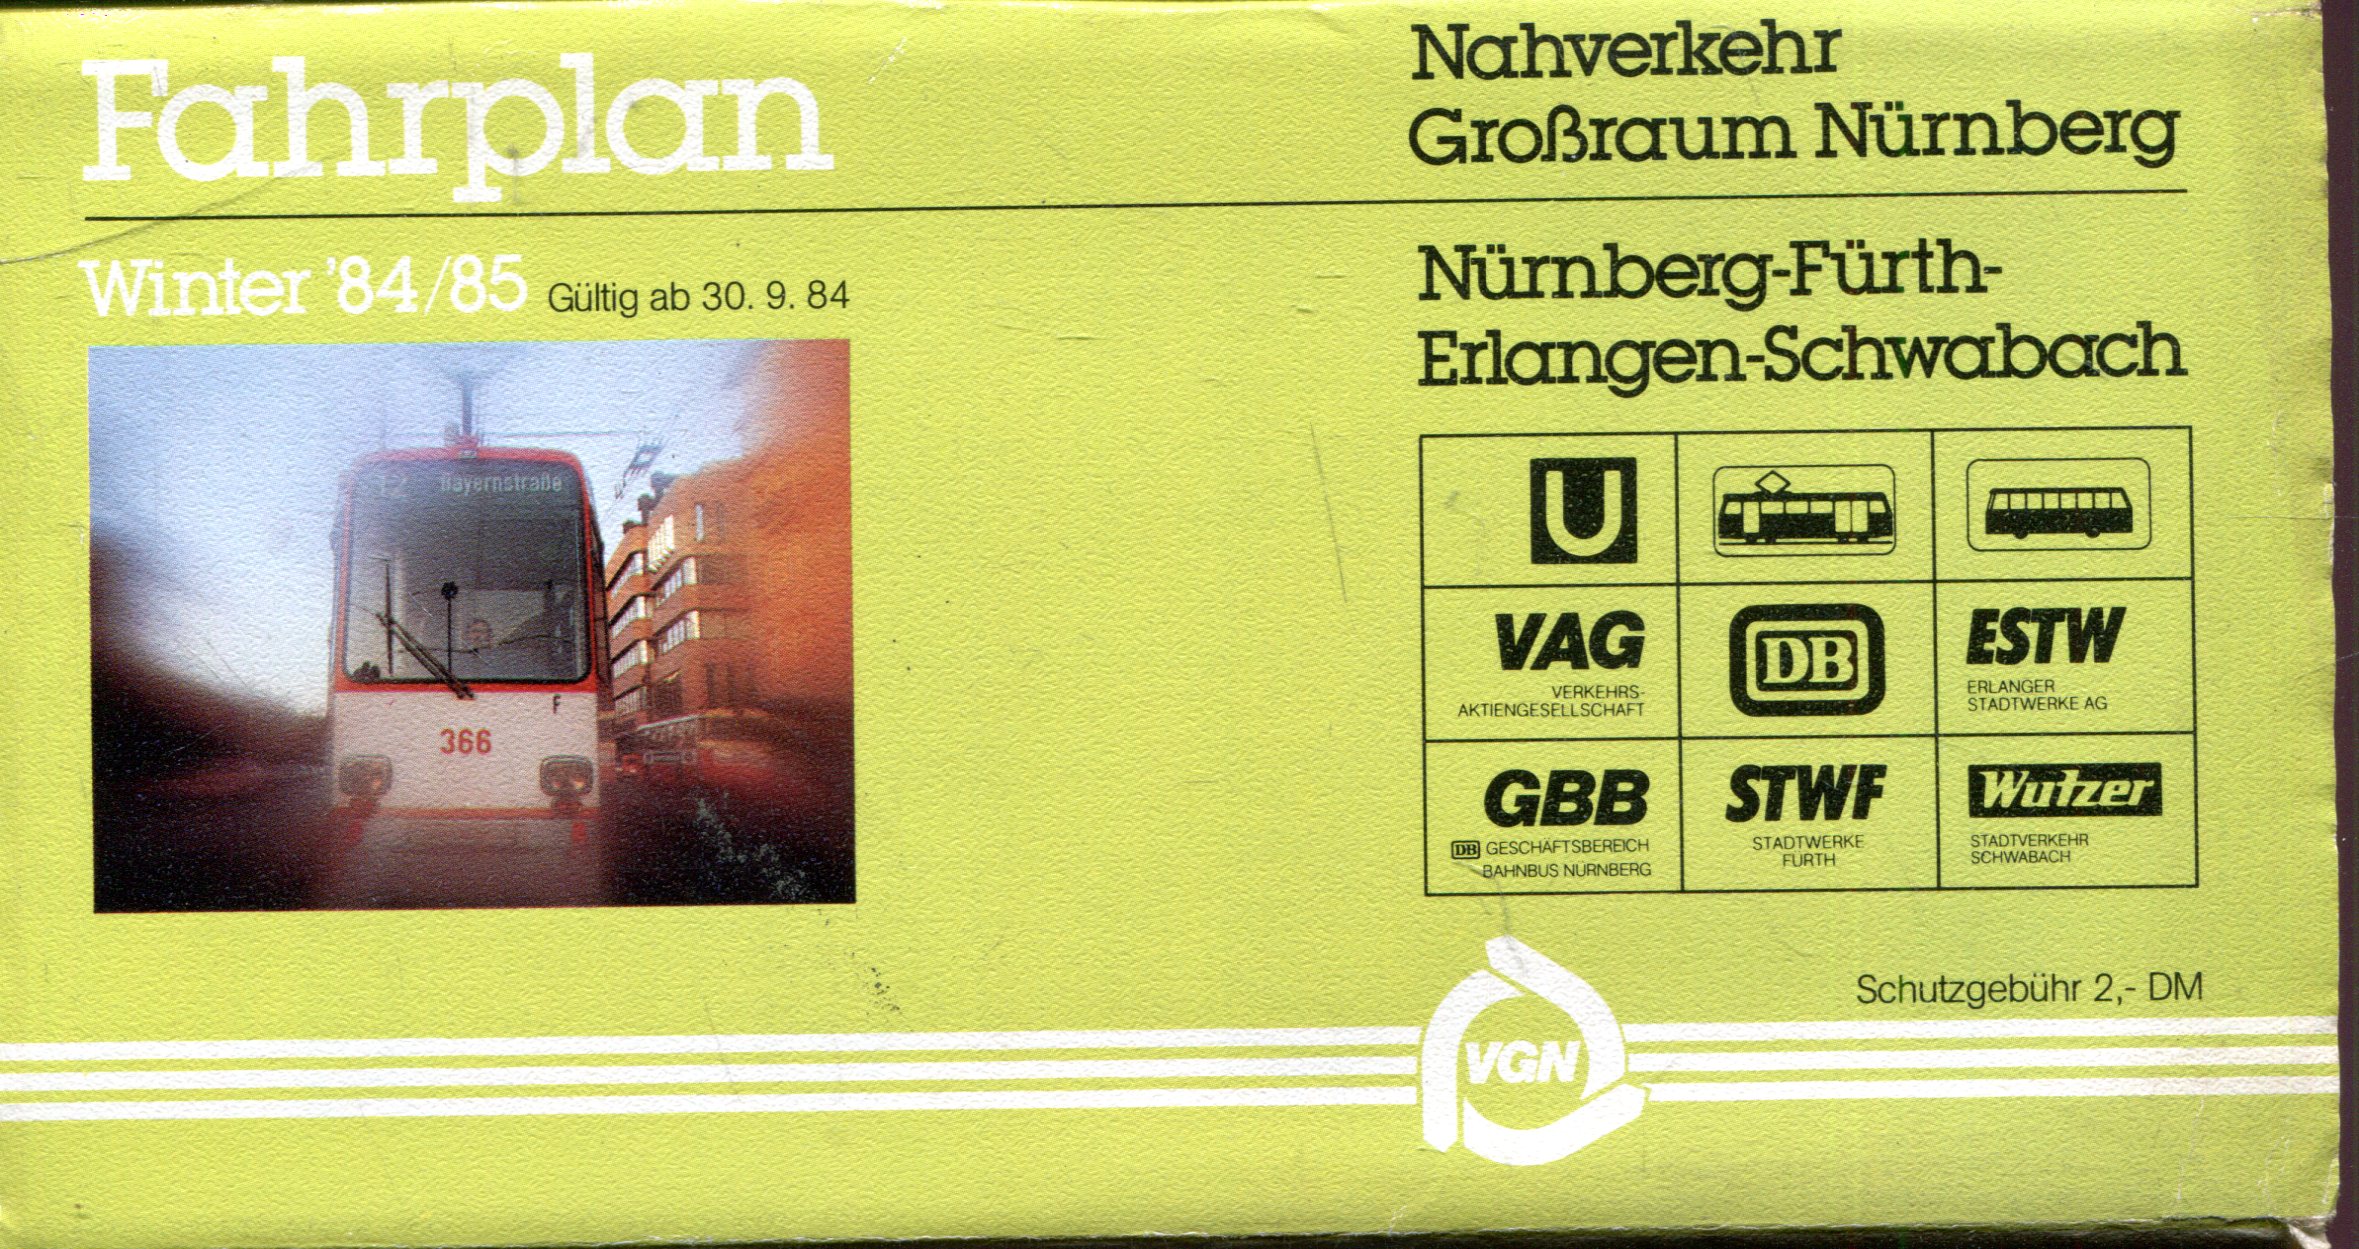 Fahrplan
Winter '84/85 Gültig ab 30. 9. 84
12 Bayernstraße
F
366
Nahverkehr
Großraum Nürnberg
Nürnberg-Fürth-
Erlangen-Schwabach
U
VAG
VERKEHRS-
AKTIENGESELLSCHAFT
DB
ESTW
ERLANGER
STADTWERKE AG
GBB
DB GESCHÄFTSBEREICH
BAHNBUS NÜRNBERG
STWF
STADTWERKE
FÜRTH
Wutzer
STADTVERKEHR
SCHWABACH
Schutzgebühr 2,- DM
VGN